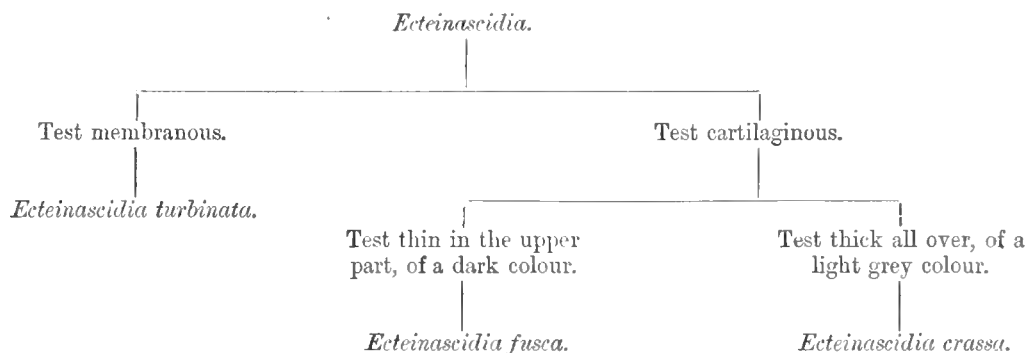 Ecteinascidia.
Test membranous.
Test cartilaginous.
Ecteinascidia turbinata.
Test thin in the upper
part, of a dark colour.
Test thick all over, of a
light grey colour.
Ecteinascidia fusca.
Ecteinascidia crassa.